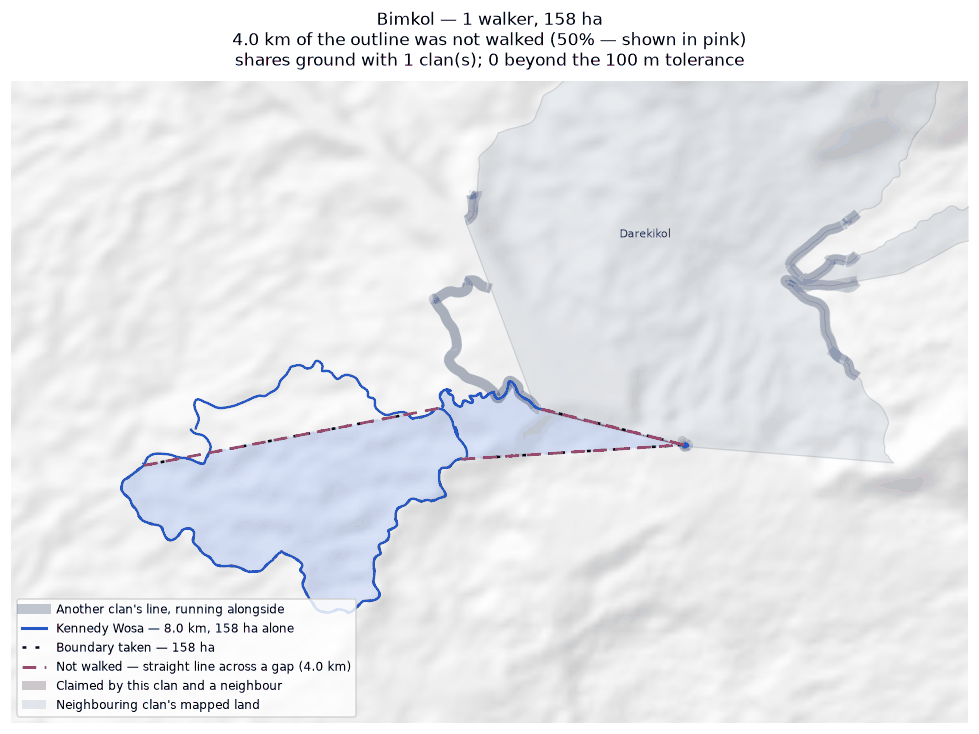 Bimkol — 1 walker, 158 ha
4.0 km of the outline was not walked (50% — shown in pink)
shares ground with 1 clan(s); 0 beyond the 100 m tolerance
Darekikol
Another clan's line, running alongside
Kennedy Wosa — 8.0 km, 158 ha alone
Boundary taken — 158 ha
Not walked — straight line across a gap (4.0 km)
Claimed by this clan and a neighbour
Neighbouring clan's mapped land